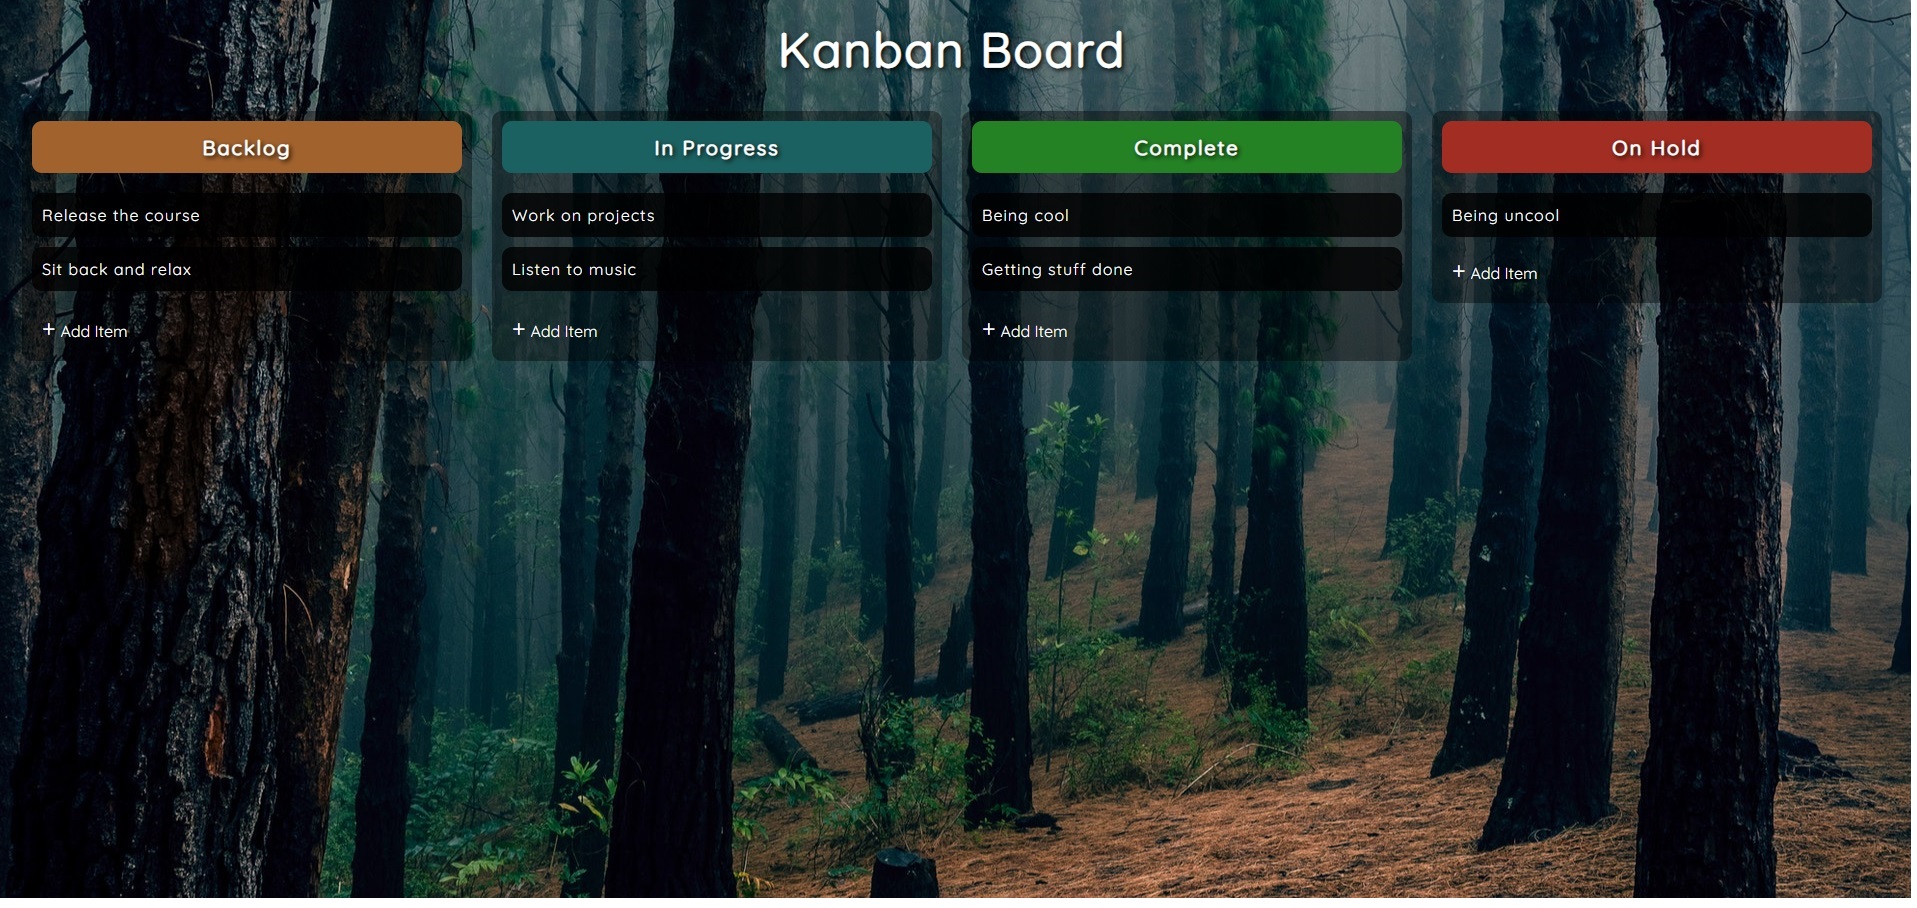 Kanban Board
Backlog
Release the course
Sit back and relax
+ Add Item
In Progress
Work on projects
Listen to music
+ Add Item
Complete
Being cool
Getting stuff done
+ Add Item
On Hold
Being uncool
+ Add Item